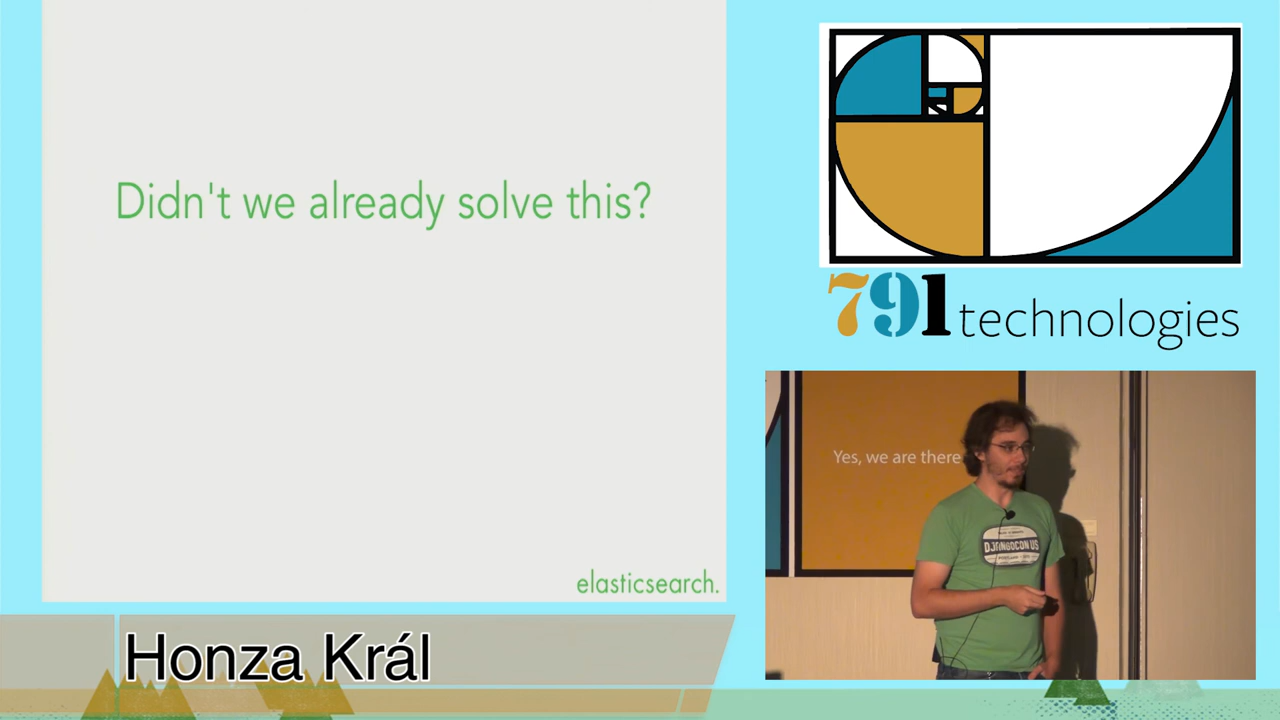 Didn't we already solve this?
elasticsearch.
Honza Král
791 technologies
Yes, we are there
DJANGOCON US